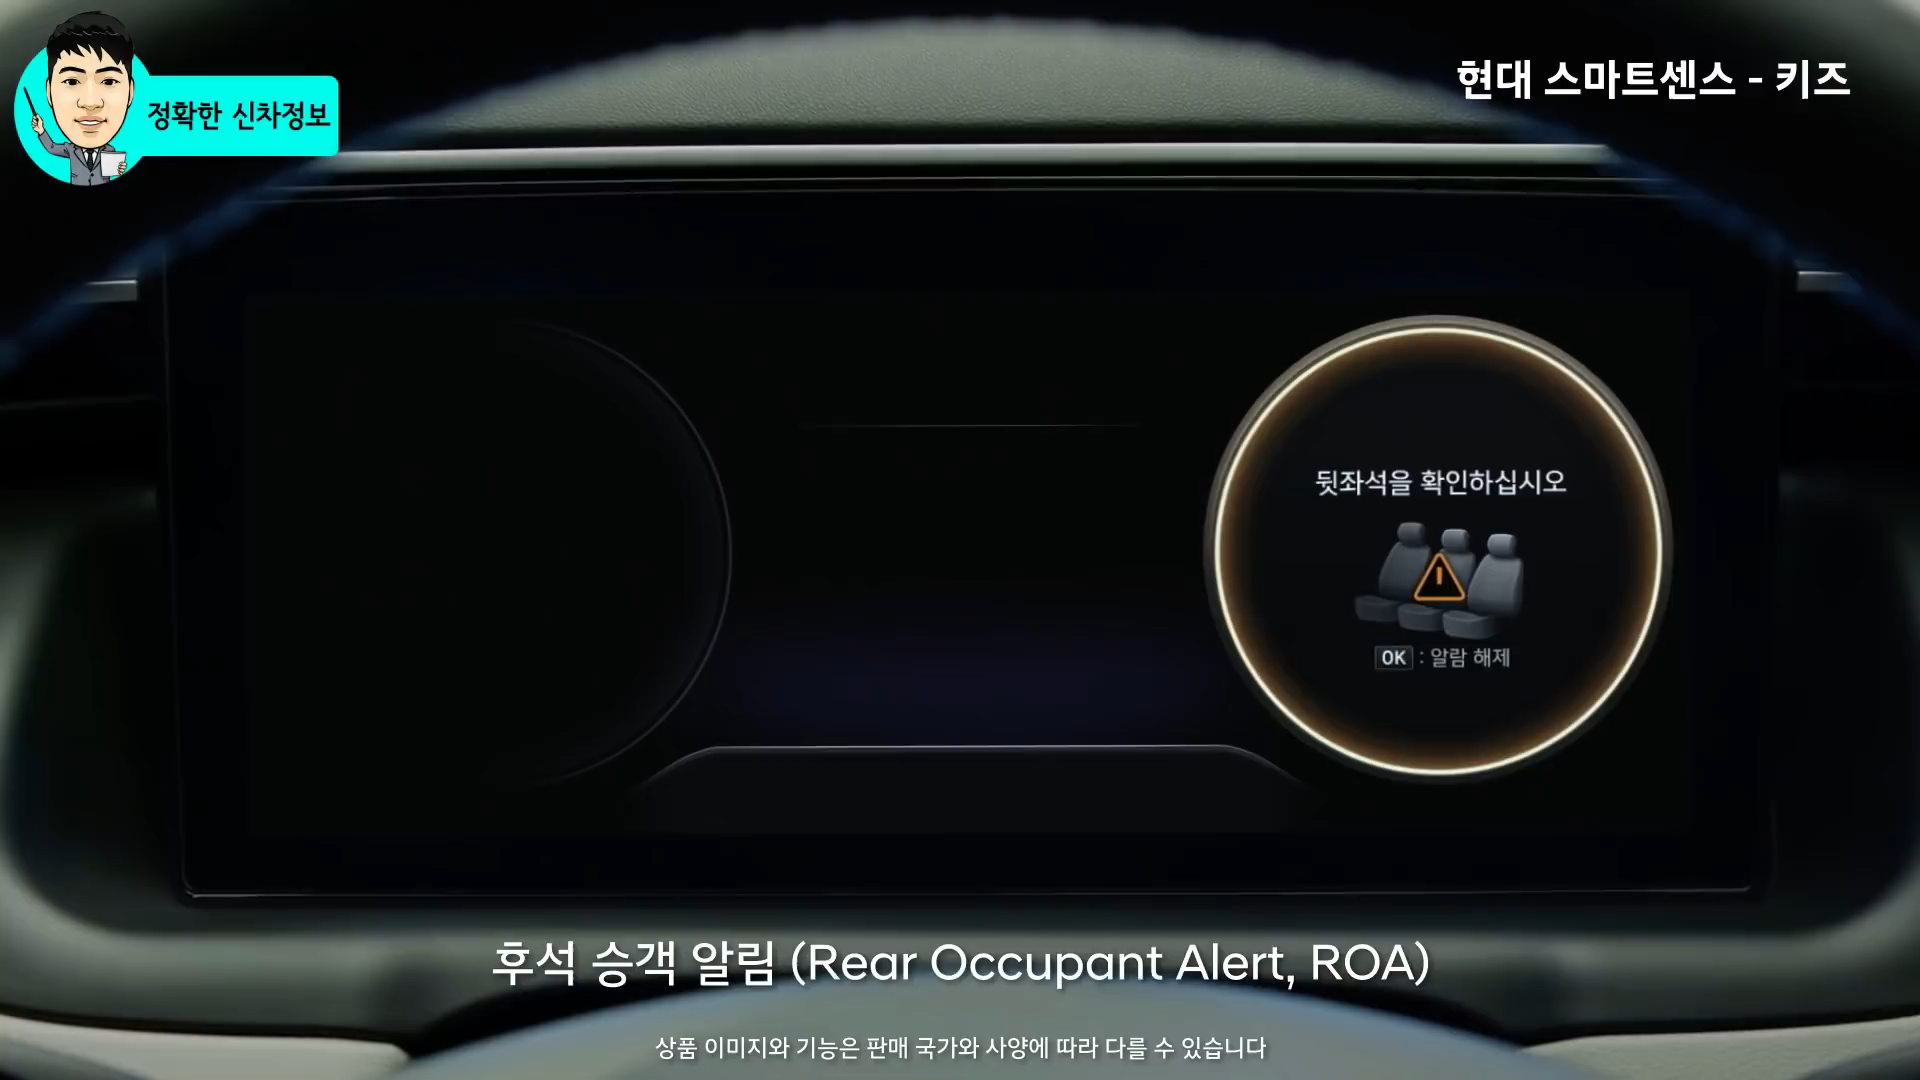 정확한 신차정보
현대 스마트센스 - 키즈
뒷좌석을 확인하십시오
OK : 알람 해제
후석 승객 알림 (Rear Occupant Alert, ROA)
상품 이미지와 기능은 판매 국가와 사양에 따라 다를 수 있습니다